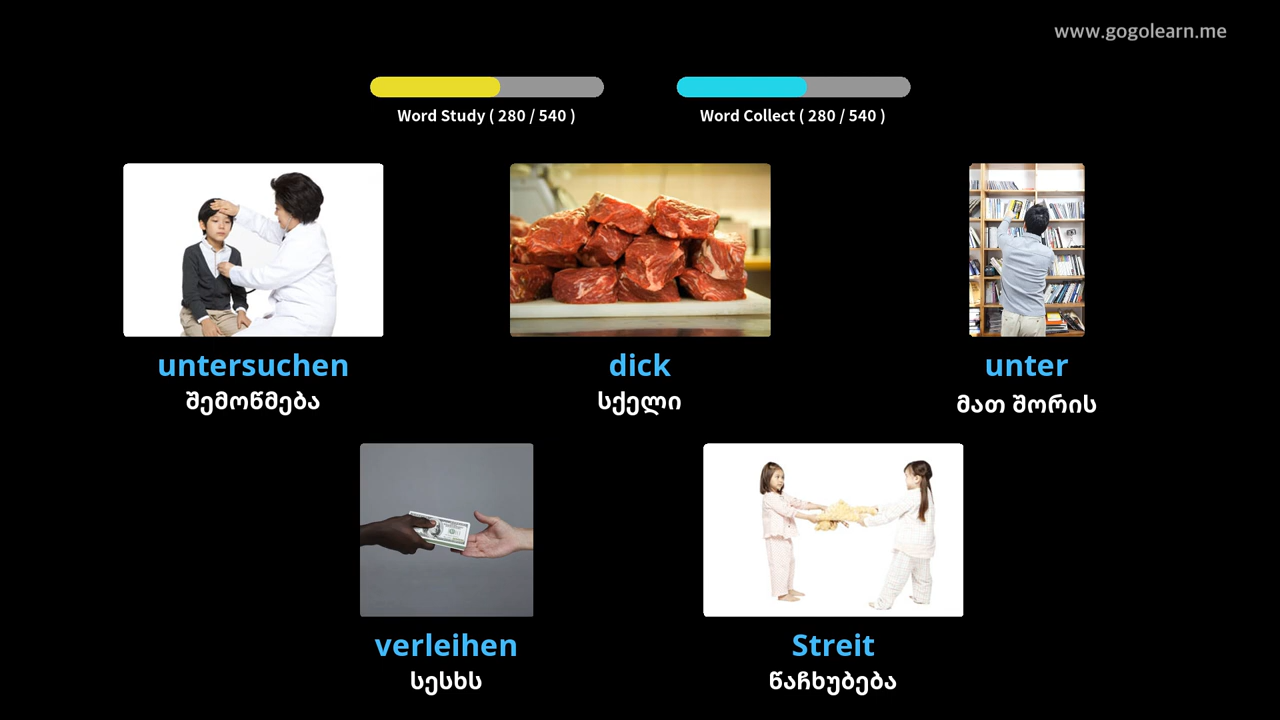 www.gogolearn.me
Word Study ( 280 / 540 )
Word Collect ( 280 / 540 )
untersuchen
შემოწმება
dick
სქელი
unter
მათ შორის
verleihen
სესხს
Streit
წაჩხუბება